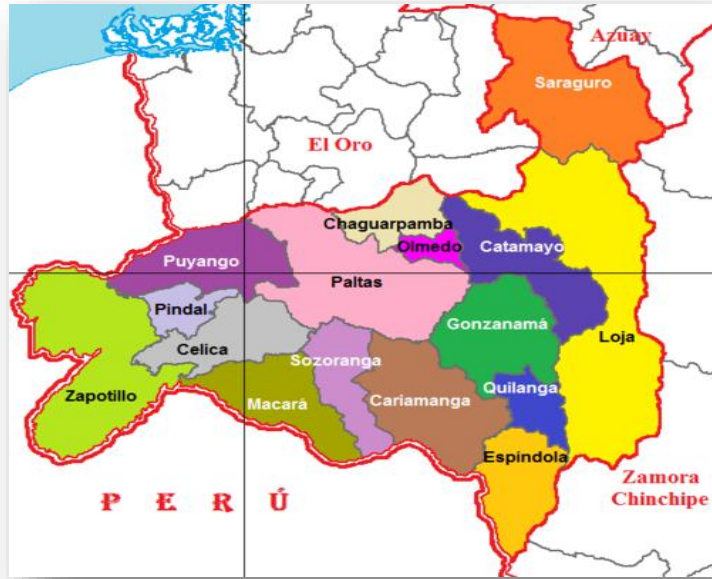 Azuay
Saraguro
El Oro
Chaguarpamba
Olmedo
Catamayo
Puyango
Paltas
Pindal
Gonzanamá
Loja
Celica
Sozoranga
Zapotillo
Quilanga
Macará
Cariamanga
Espíndola
Zamora
Chinchipe
P E R Ú